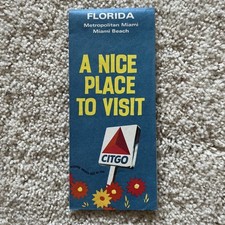 FLORIDA
Metropolitan Miami
Miami Beach
A NICE
PLACE
TO VISIT
CITGO